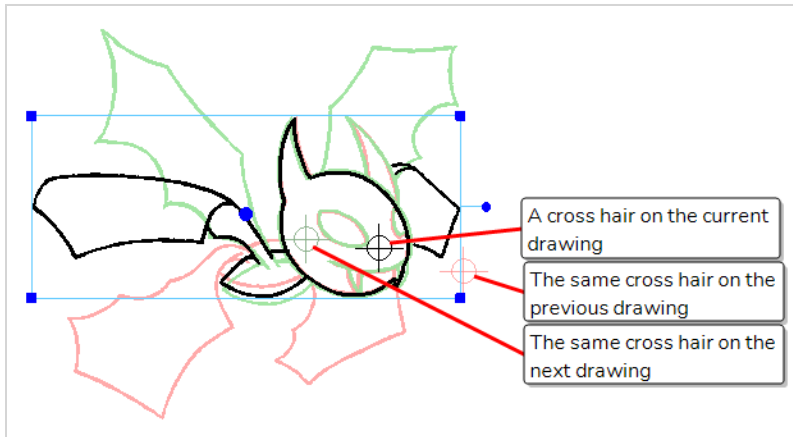 A cross hair on the current
drawing
The same cross hair on the
previous drawing
The same cross hair on the
next drawing